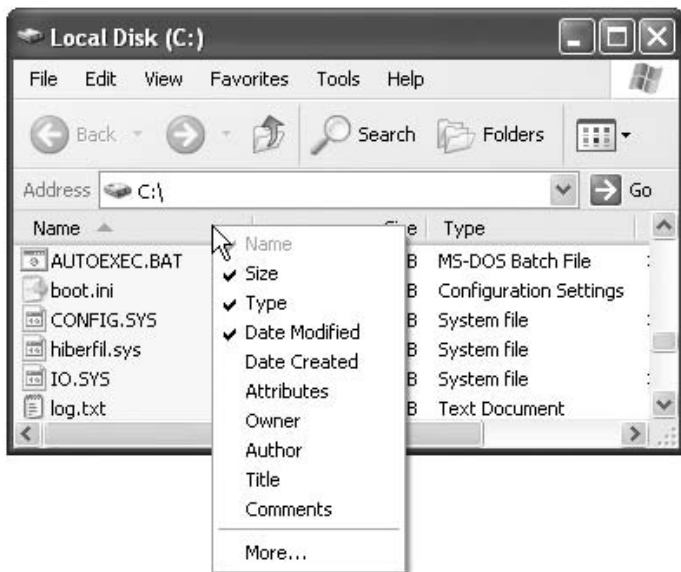 Local Disk (C:)
File Edit View Favorites Tools Help
Back Search Folders
Address C:\ Go
Name Size Type
Name
AUTOEXEC.BAT B MS-DOS Batch File
Size
boot.ini B Configuration Settings
Type
CONFIG.SYS B System file
Date Modified
hiberfil.sys B System file
Date Created
IO.SYS B System file
Attributes
log.txt B Text Document
Owner
Author
Title
Comments
More...